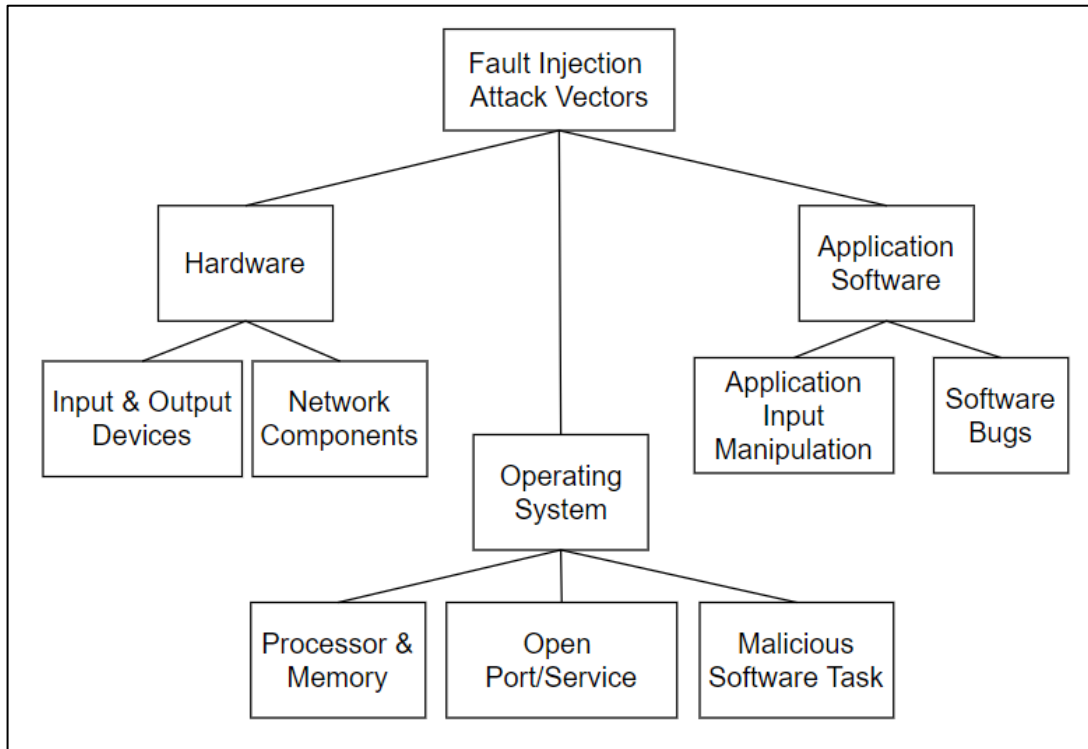 Fault Injection
Attack Vectors
Hardware
Application
Software
Input & Output
Devices
Network
Components
Application
Input
Manipulation
Software
Bugs
Operating
System
Processor &
Memory
Open
Port/Service
Malicious
Software Task